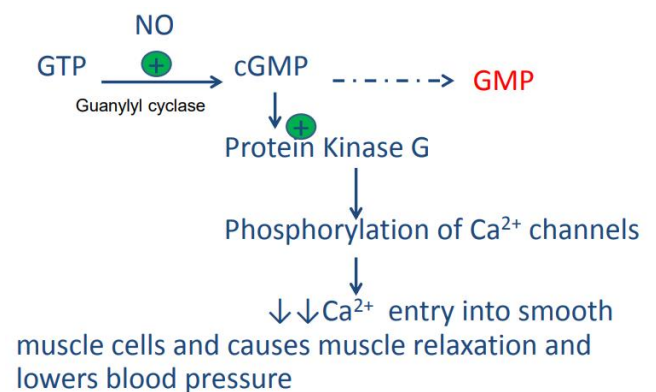 NO
GTP + cGMP GMP
Guanylyl cyclase
+
Protein Kinase G
Phosphorylation of Ca²⁺ channels
↓↓Ca²⁺ entry into smooth
muscle cells and causes muscle relaxation and
lowers blood pressure